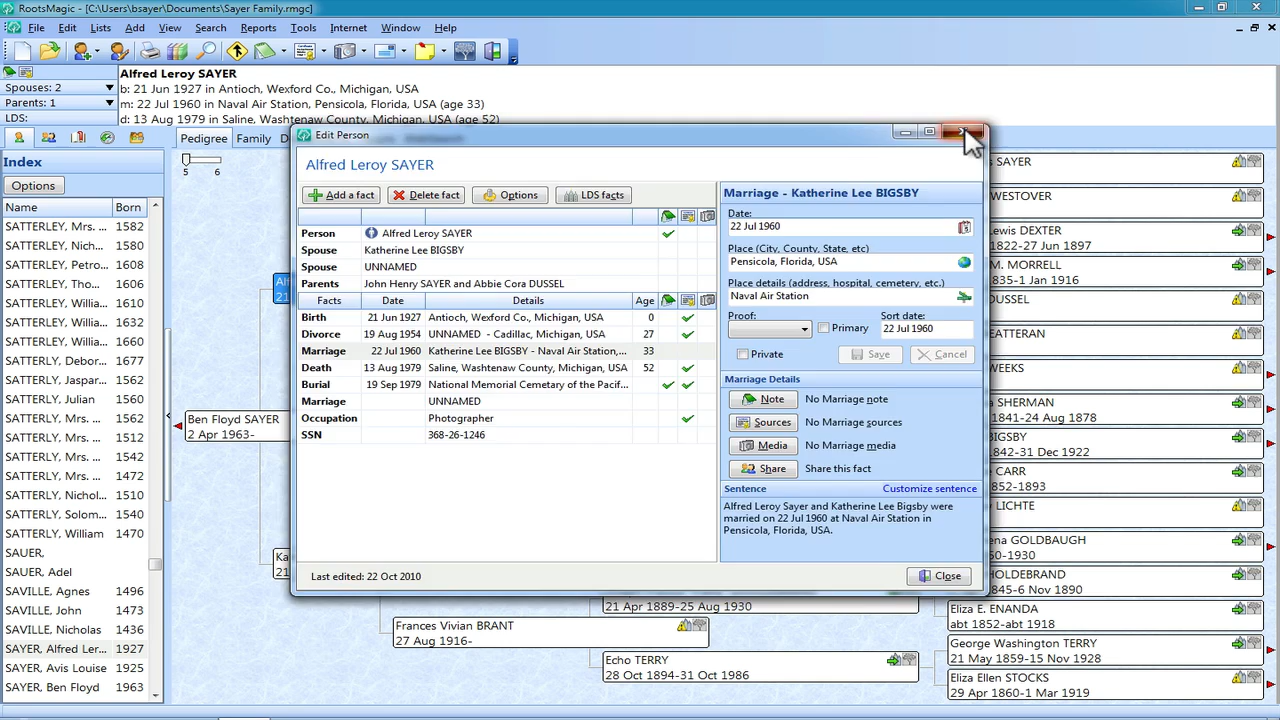 RootsMagic - [C:\Users\bsayer\Documents\Sayer Family.rmgc]
File Edit Lists Add View Search Reports Tools Internet Window Help
Alfred Leroy SAYER
Spouses: 2
b: 21 Jun 1927 in Antioch, Wexford Co., Michigan, USA
Parents: 1
m: 22 Jul 1960 in Naval Air Station, Pensicola, Florida, USA (age 33)
LDS:
d: 13 Aug 1979 in Saline, Washtenaw County, Michigan, USA (age 52)
Pedigree Family
5 6
Index
Options
Name Born
SATTERLEY, Mrs. ... 1582
SATTERLEY, Nich... 1580
SATTERLEY, Petro... 1608
SATTERLEY, Tho... 1606
SATTERLEY, Willia... 1610
SATTERLEY, Willia... 1632
SATTERLEY, Willia... 1660
SATTERLY, Debor... 1677
SATTERLY, Jaspar... 1542
SATTERLY, Julian 1560
SATTERLY, Mrs. ... 1562
SATTERLY, Mrs. ... 1512
SATTERLY, Mrs. ... 1542
SATTERLY, Mrs. ... 1472
SATTERLY, Nichol... 1510
SATTERLY, Solom... 1540
SATTERLY, William 1470
SAUER,
SAUER, Adel
SAVILLE, Agnes 1496
SAVILLE, John 1473
SAVILLE, Nicholas 1436
SAYER, Alfred Ler... 1927
SAYER, Avis Louise 1925
SAYER, Ben Floyd 1963
Ben Floyd SAYER
2 Apr 1963-
Edit Person
Alfred Leroy SAYER
Add a fact Delete fact Options LDS facts
Person Alfred Leroy SAYER
Spouse Katherine Lee BIGSBY
Spouse UNNAMED
Parents John Henry SAYER and Abbie Cora DUSSEL
Facts Date Details Age
Birth 21 Jun 1927 Antioch, Wexford Co., Michigan, USA 0
Divorce 19 Aug 1954 UNNAMED - Cadillac, Michigan, USA 27
Marriage 22 Jul 1960 Katherine Lee BIGSBY - Naval Air Station,... 33
Death 13 Aug 1979 Saline, Washtenaw County, Michigan, USA 52
Burial 19 Sep 1979 National Memorial Cemetary of the Pacif...
Marriage UNNAMED
Occupation Photographer
SSN 368-26-1246
Last edited: 22 Oct 2010
Marriage - Katherine Lee BIGSBY
Date:
22 Jul 1960
Place (City, County, State, etc)
Pensicola, Florida, USA
Place details (address, hospital, cemetery, etc.)
Naval Air Station
Proof: Primary Sort date:
22 Jul 1960
Private Save Cancel
Marriage Details
Note No Marriage note
Sources No Marriage sources
Media No Marriage media
Share Share this fact
Sentence Customize sentence
Alfred Leroy Sayer and Katherine Lee Bigsby were
married on 22 Jul 1960 at Naval Air Station in
Pensicola, Florida, USA.
Close
SAYER
WESTOVER
Lewis DEXTER
1822-27 Jun 1897
M. MORRELL
1835-1 Jan 1916
DUSSEL
EATTERAN
WEEKS
SHERMAN
1841-24 Aug 1878
BIGSBY
1842-31 Dec 1922
CARR
1852-1893
LICHTE
GOLDBAUGH
-50-1930
HOLDEBRAND
1845-6 Nov 1890
Eliza E. ENANDA
abt 1852-abt 1918
George Washington TERRY
21 May 1859-15 Nov 1928
Eliza Ellen STOCKS
29 Apr 1860-1 Mar 1919
21 Apr 1889-25 Aug 1930
Frances Vivian BRANT
27 Aug 1916-
Echo TERRY
28 Oct 1894-31 Oct 1986